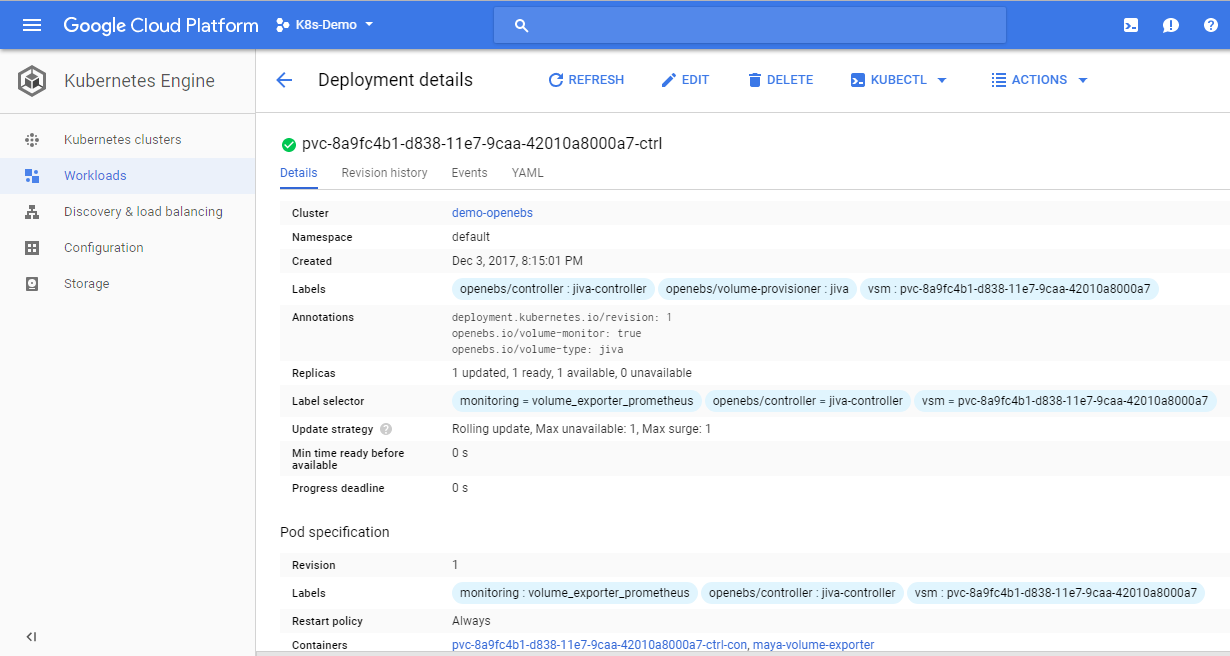 Google Cloud Platform K8s-Demo
Kubernetes Engine
Deployment details REFRESH EDIT DELETE KUBECTL ACTIONS
Kubernetes clusters
Workloads
Discovery & load balancing
Configuration
Storage
pvc-8a9fc4b1-d838-11e7-9caa-42010a8000a7-ctrl
Details Revision history Events YAML
Cluster demo-openebs
Namespace default
Created Dec 3, 2017, 8:15:01 PM
Labels openebs/controller : jiva-controller openebs/volume-provisioner : jiva vsm : pvc-8a9fc4b1-d838-11e7-9caa-42010a8000a7
Annotations deployment.kubernetes.io/revision: 1
openebs.io/volume-monitor: true
openebs.io/volume-type: jiva
Replicas 1 updated, 1 ready, 1 available, 0 unavailable
Label selector monitoring = volume_exporter_prometheus openebs/controller = jiva-controller vsm = pvc-8a9fc4b1-d838-11e7-9caa-42010a8000a7
Update strategy ? Rolling update, Max unavailable: 1, Max surge: 1
Min time ready before 0 s
available
Progress deadline 0 s
Pod specification
Revision 1
Labels monitoring : volume_exporter_prometheus openebs/controller : jiva-controller vsm : pvc-8a9fc4b1-d838-11e7-9caa-42010a8000a7
Restart policy Always
Containers pvc-8a9fc4b1-d838-11e7-9caa-42010a8000a7-ctrl-con, maya-volume-exporter